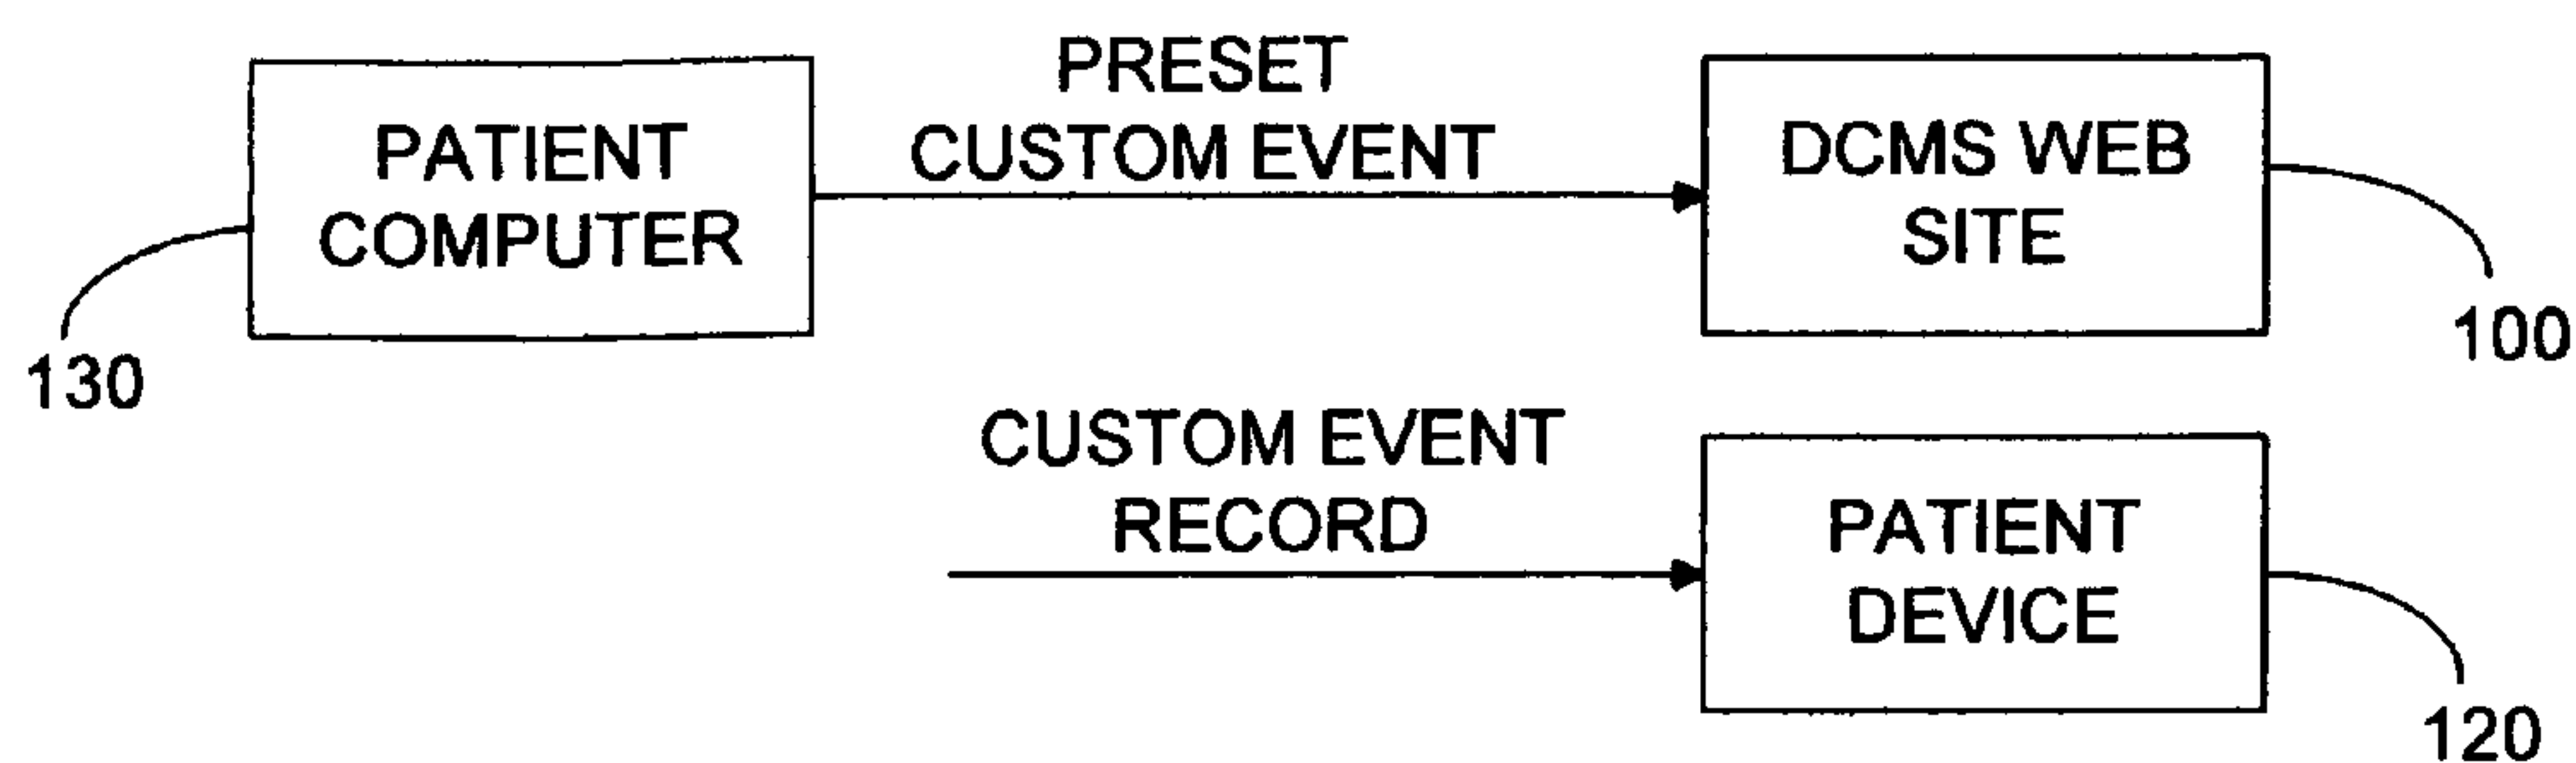 PATIENT
COMPUTER
130
PRESET
CUSTOM EVENT
DCMS WEB
SITE
100
CUSTOM EVENT
RECORD
PATIENT
DEVICE
120